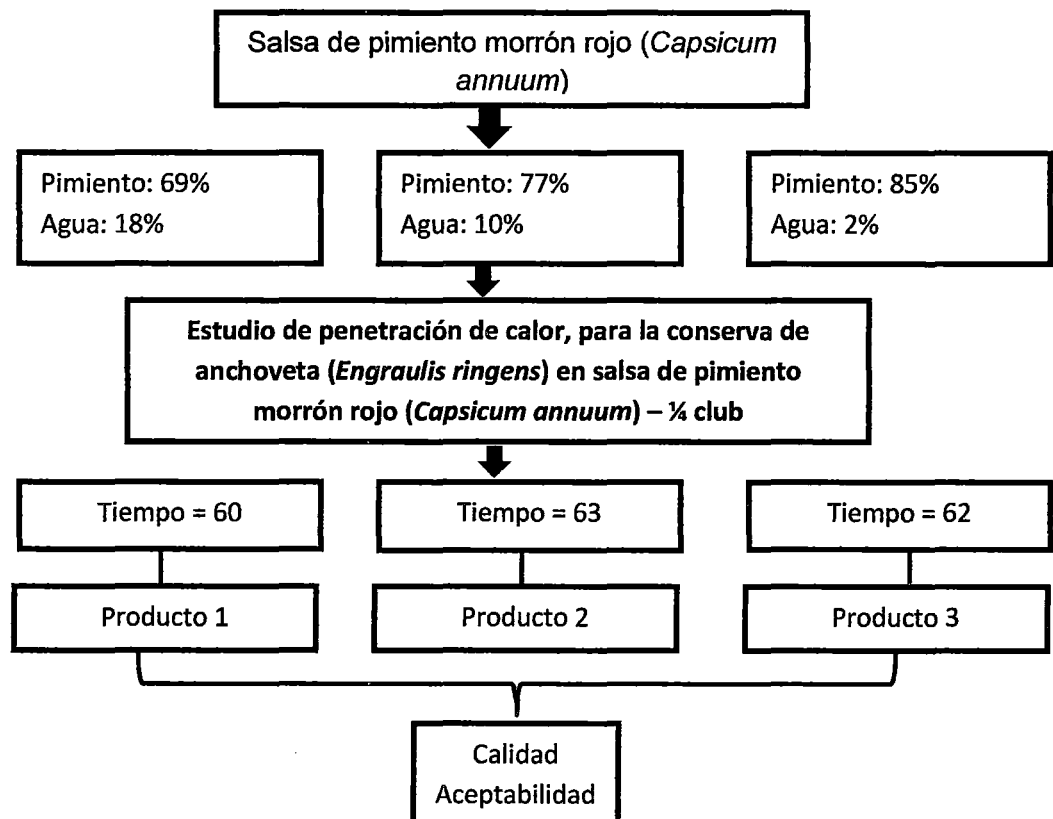 Salsa de pimiento morrón rojo (Capsicum
annuum)
Pimiento: 69%
Agua: 18%
Pimiento: 77%
Agua: 10%
Pimiento: 85%
Agua: 2%
Estudio de penetración de calor, para la conserva de
anchoveta (Engraulis ringens) en salsa de pimiento
morrón rojo (Capsicum annuum) – ¼ club
Tiempo = 60
Tiempo = 63
Tiempo = 62
Producto 1
Producto 2
Producto 3
Calidad
Aceptabilidad